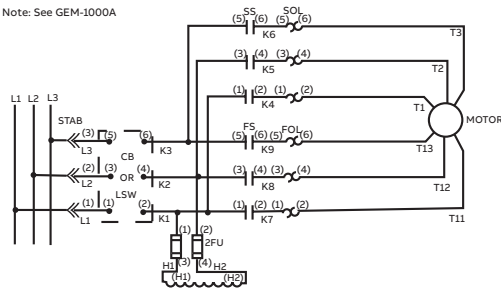 Note: See GEM-1000A
(5) SS (6) (5) SOL (6)
K6
T3
(3) (4) (3) (4)
K5
T2
L1 L2 L3
(1) (2) (1) (2)
K4
T1
STAB
MOTOR
(3) (5) (6)
L3
K3
FS FOL
(5) (6) (5) (6)
K9
T13
CB
(2) (3) OR (4)
L2
K2
(3) (4) (3) (4)
K8
T12
LSW
(1) (1) (2)
L1
K1
(1) (2) (1) (2)
K7
T11
(1) (2)
2FU
H1 (3) (4) H2
(H1) (H2)